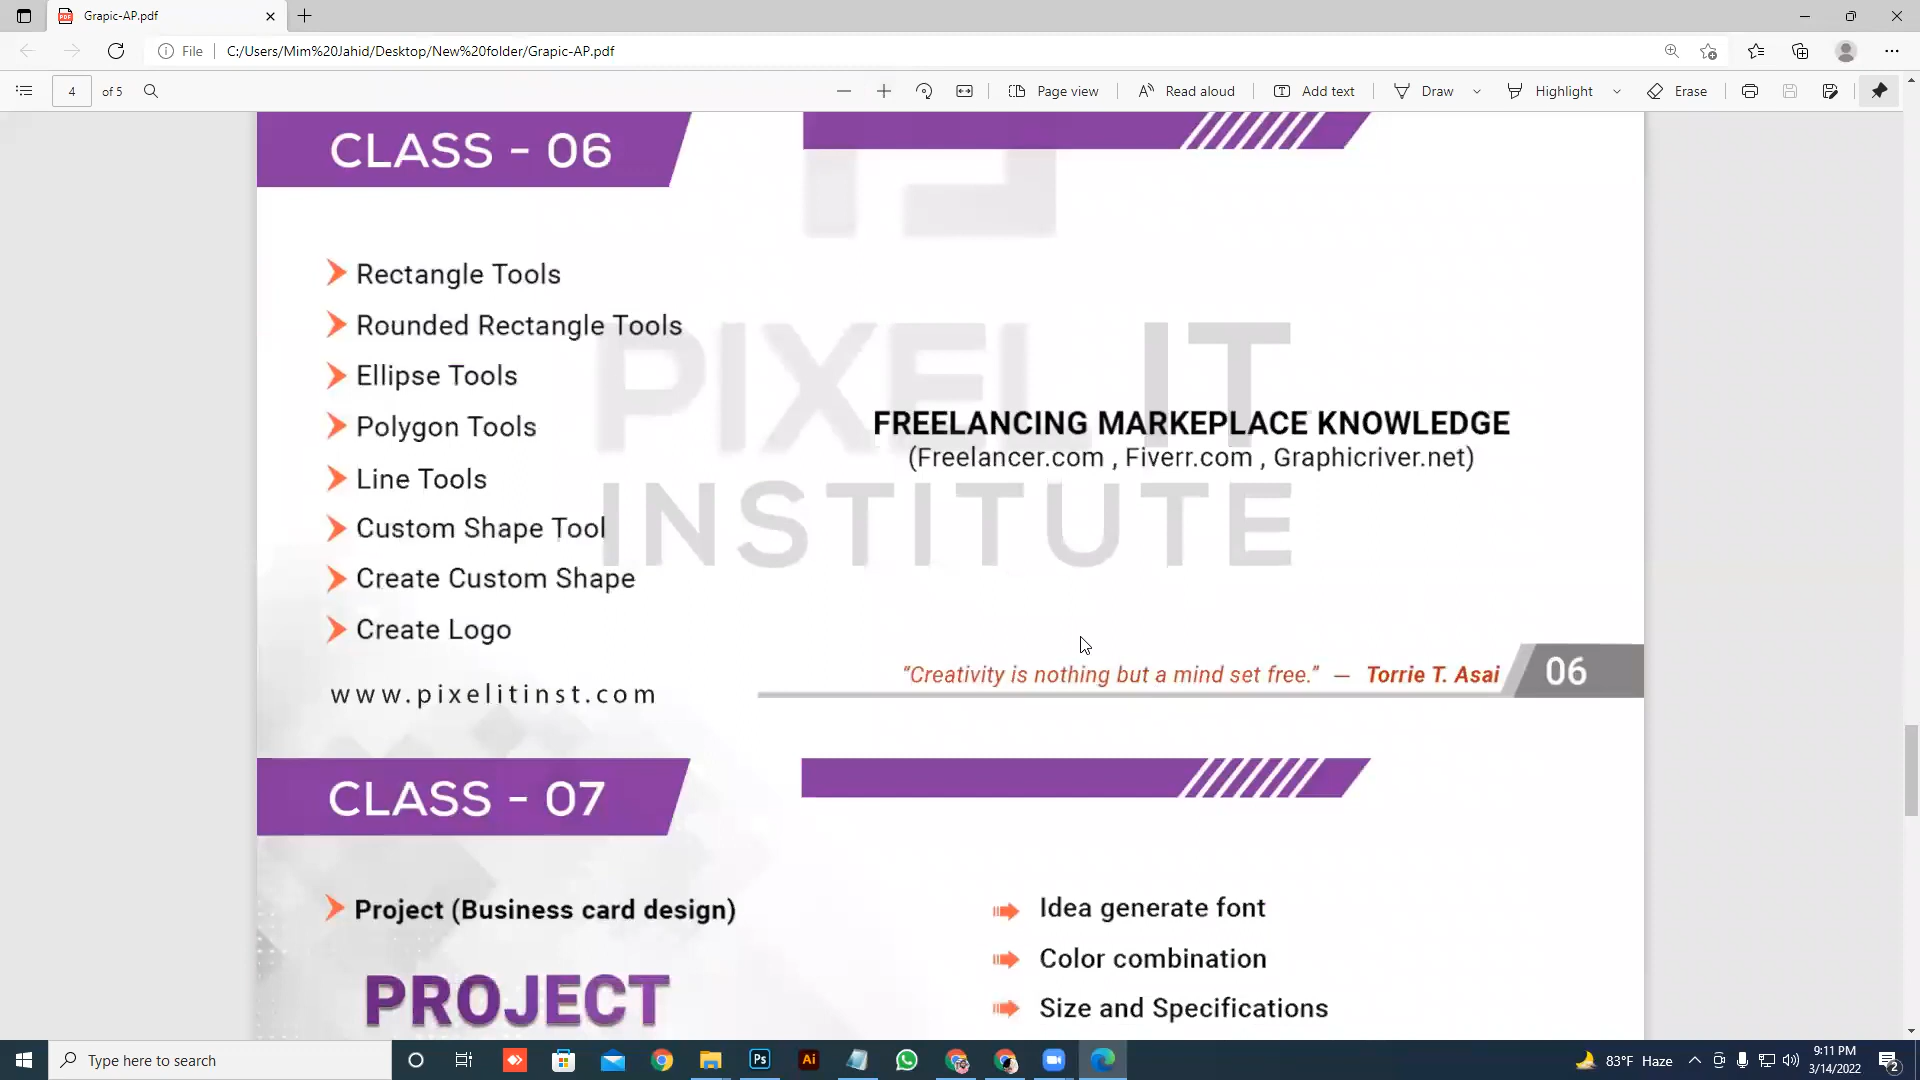 Grapic-AP.pdf
File
C:/Users/Mim%20Jahid/Desktop/New%20folder/Grapic-AP.pdf
4
of 5
Page view
Read aloud
Add text
Draw
Highlight
Erase
CLASS - 06
Rectangle Tools
Rounded Rectangle Tools
Ellipse Tools
Polygon Tools
Line Tools
Custom Shape Tool
Create Custom Shape
Create Logo
PIXEL IT
INSTITUTE
FREELANCING MARKEPLACE KNOWLEDGE
(Freelancer.com , Fiverr.com , Graphicriver.net)
www.pixelitinst.com
“Creativity is nothing but a mind set free.” — Torrie T. Asai
06
CLASS - 07
Project (Business card design)
PROJECT
Idea generate font
Color combination
Size and Specifications
Type here to search
Ps
Ai
83°F Haze
9:11 PM
3/14/2022
2